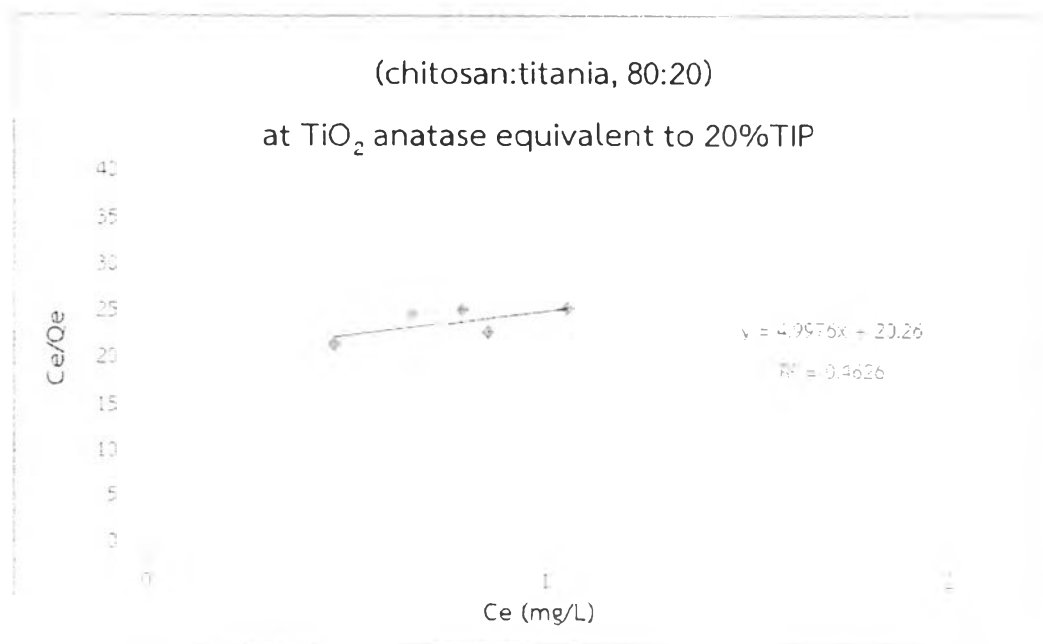 (chitosan:titania, 80:20)
at TiO₂ anatase equivalent to 20%TIP
40
35
30
25
20
15
10
5
0
Ce/Qe
y = 4.9976x + 20.26
R² = 0.4626
0 1 2
Ce (mg/L)